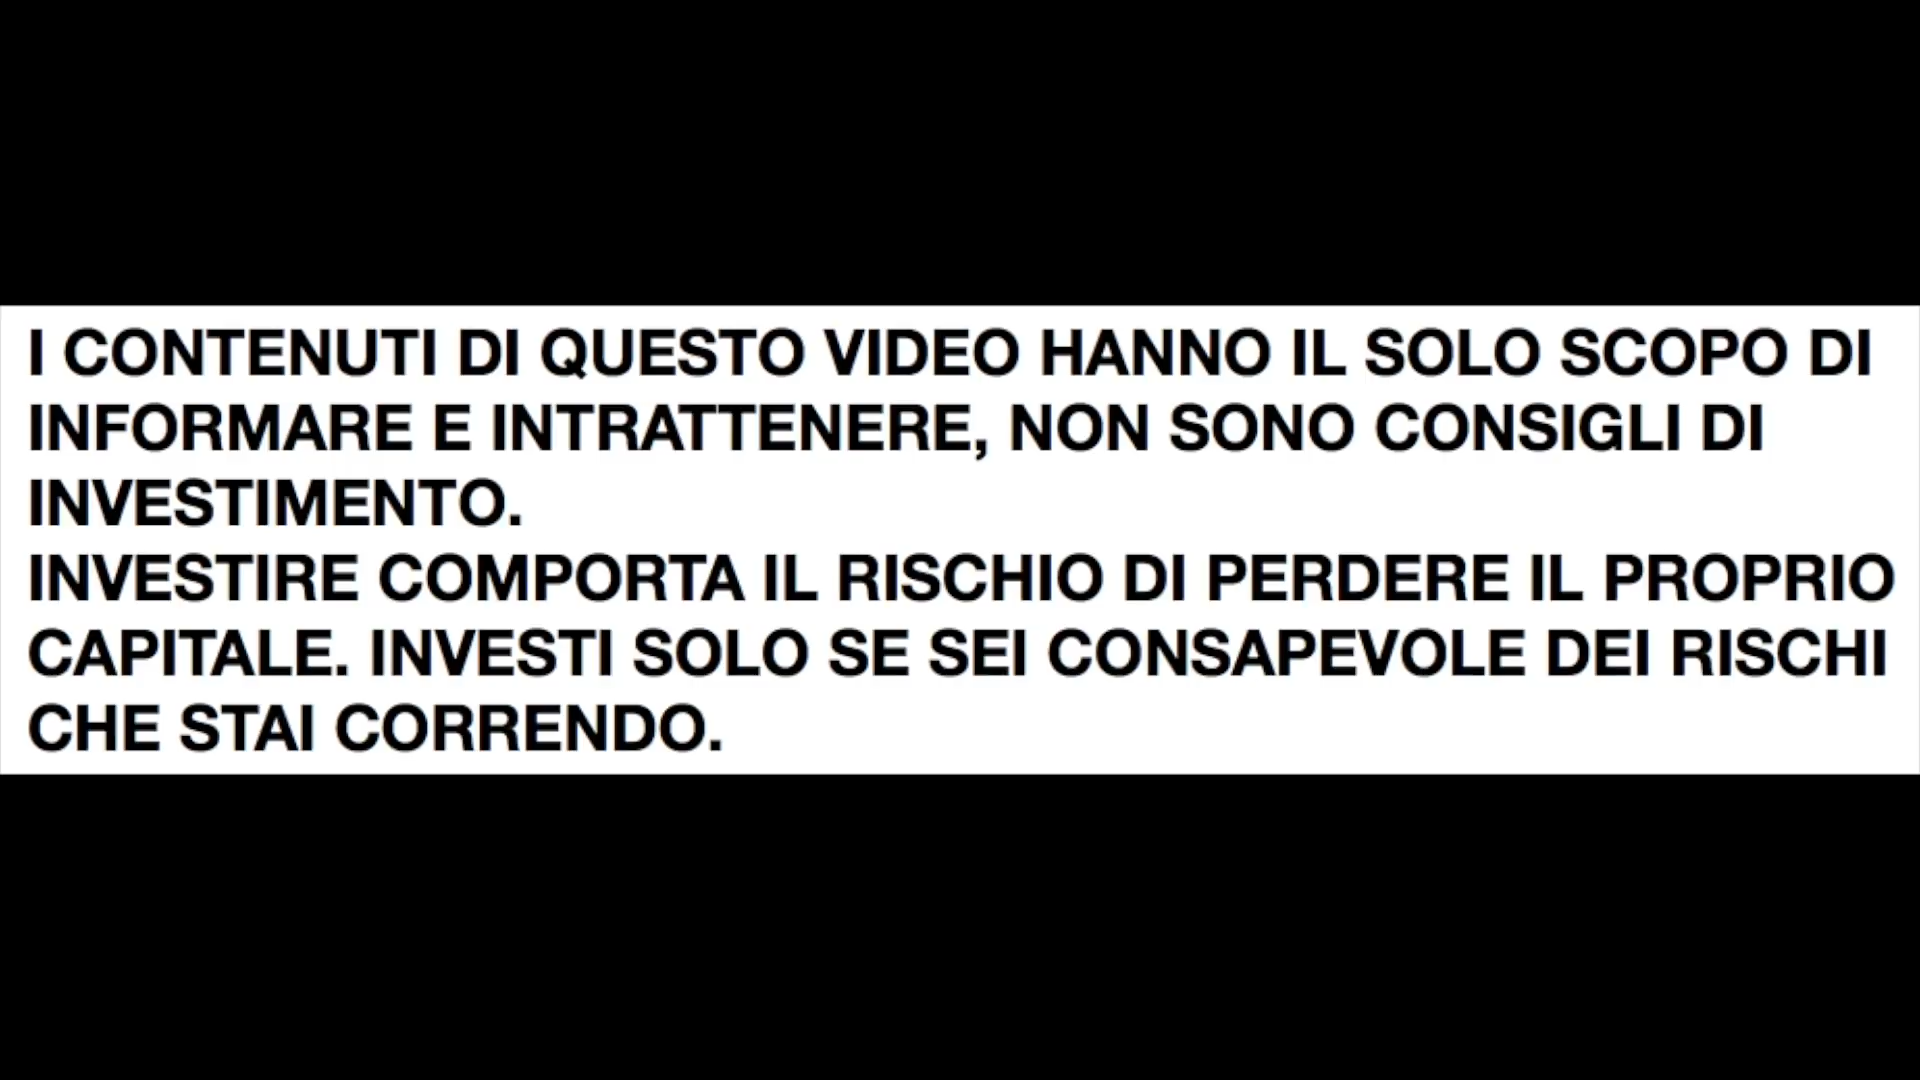 I CONTENUTI DI QUESTO VIDEO HANNO IL SOLO SCOPO DI
INFORMARE E INTRATTENERE, NON SONO CONSIGLI DI
INVESTIMENTO.
INVESTIRE COMPORTA IL RISCHIO DI PERDERE IL PROPRIO
CAPITALE. INVESTI SOLO SE SEI CONSAPEVOLE DEI RISCHI
CHE STAI CORRENDO.